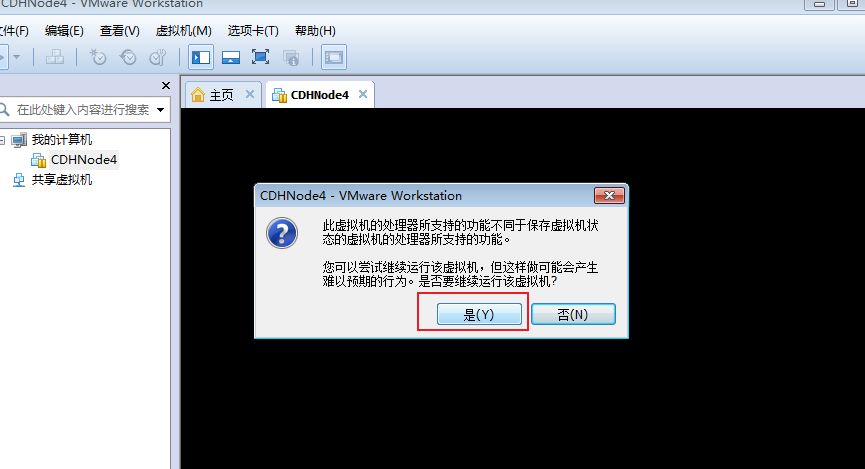 CDHNode4 - VMware Workstation
文件(F) 编辑(E) 查看(V) 虚拟机(M) 选项卡(T) 帮助(H)
在此处键入内容进行搜索
主页
CDHNode4
我的计算机
CDHNode4
共享虚拟机
CDHNode4 - VMware Workstation
此虚拟机的处理器所支持的功能不同于保存虚拟机状
态的虚拟机的处理器所支持的功能。
您可以尝试继续运行该虚拟机，但这样做可能会产生
难以预期的行为。是否要继续运行该虚拟机?
是(Y)
否(N)